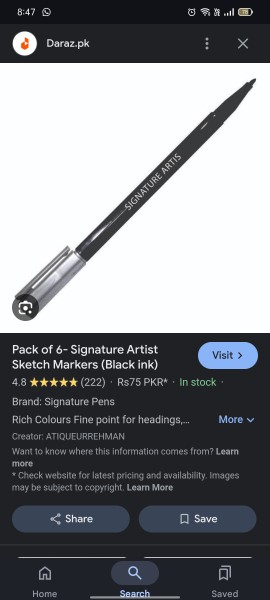 8:47
Daraz.pk
SIGNATURE ARTIS
Pack of 6- Signature Artist
Sketch Markers (Black ink)
Visit >
4.8 ★★★★★ (222) · Rs75 PKR* · In stock ·
Brand: Signature Pens
Rich Colours Fine point for headings,... More
Creator: ATIQUEURREHMAN
Want to know where this information comes from? Learn
more
* Check website for latest pricing and availability. Images
may be subject to copyright. Learn More
Share Save
Home Search Saved